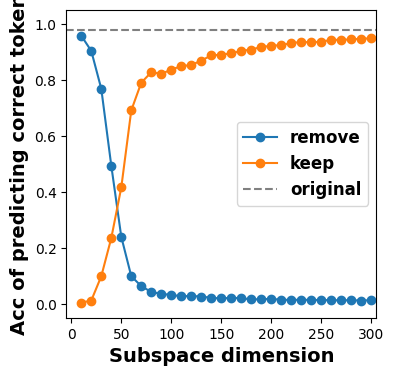 Acc of predicting correct token
1.0
0.8
0.6
0.4
0.2
0.0
remove
keep
original
0 50 100 150 200 250 300
Subspace dimension